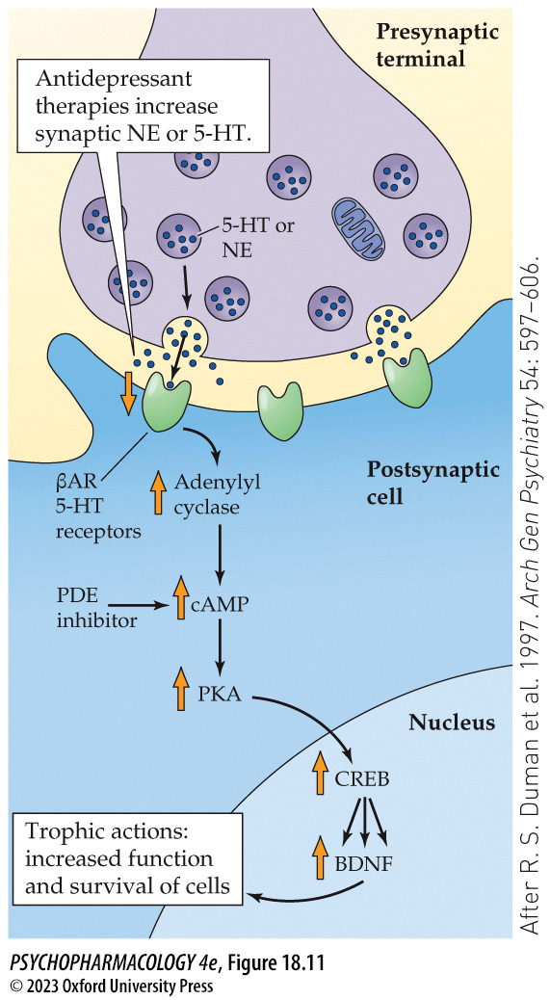 Presynaptic
terminal
Antidepressant
therapies increase
synaptic NE or 5-HT.
5-HT or
NE
βAR
5-HT
receptors
Adenylyl
cyclase
Postsynaptic
cell
PDE
inhibitor
cAMP
PKA
Nucleus
CREB
BDNF
Trophic actions:
increased function
and survival of cells
After R. S. Duman et al. 1997. Arch Gen Psychiatry 54: 597–606.
PSYCHOPHARMACOLOGY 4e, Figure 18.11
© 2023 Oxford University Press